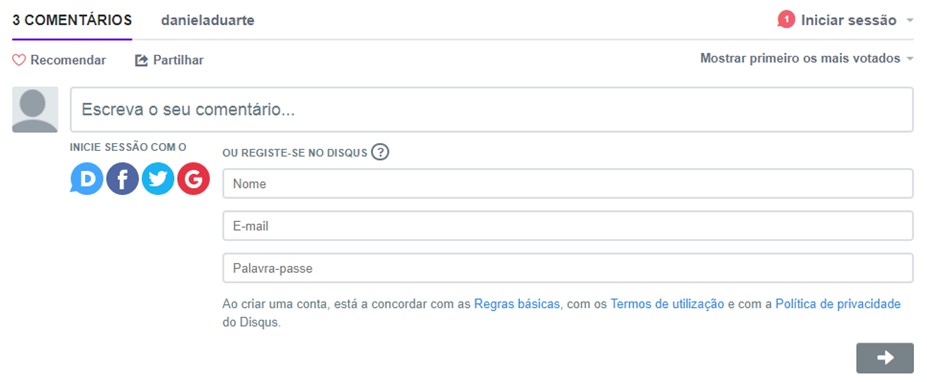 3 COMENTÁRIOS danieladuarte 1 Iniciar sessão
Recomendar Partilhar Mostrar primeiro os mais votados
Escreva o seu comentário...
INICIE SESSÃO COM O
OU REGISTE-SE NO DISQUS ?
D f G
Nome
E-mail
Palavra-passe
Ao criar uma conta, está a concordar com as Regras básicas, com os Termos de utilização e com a Política de privacidade
do Disqus.